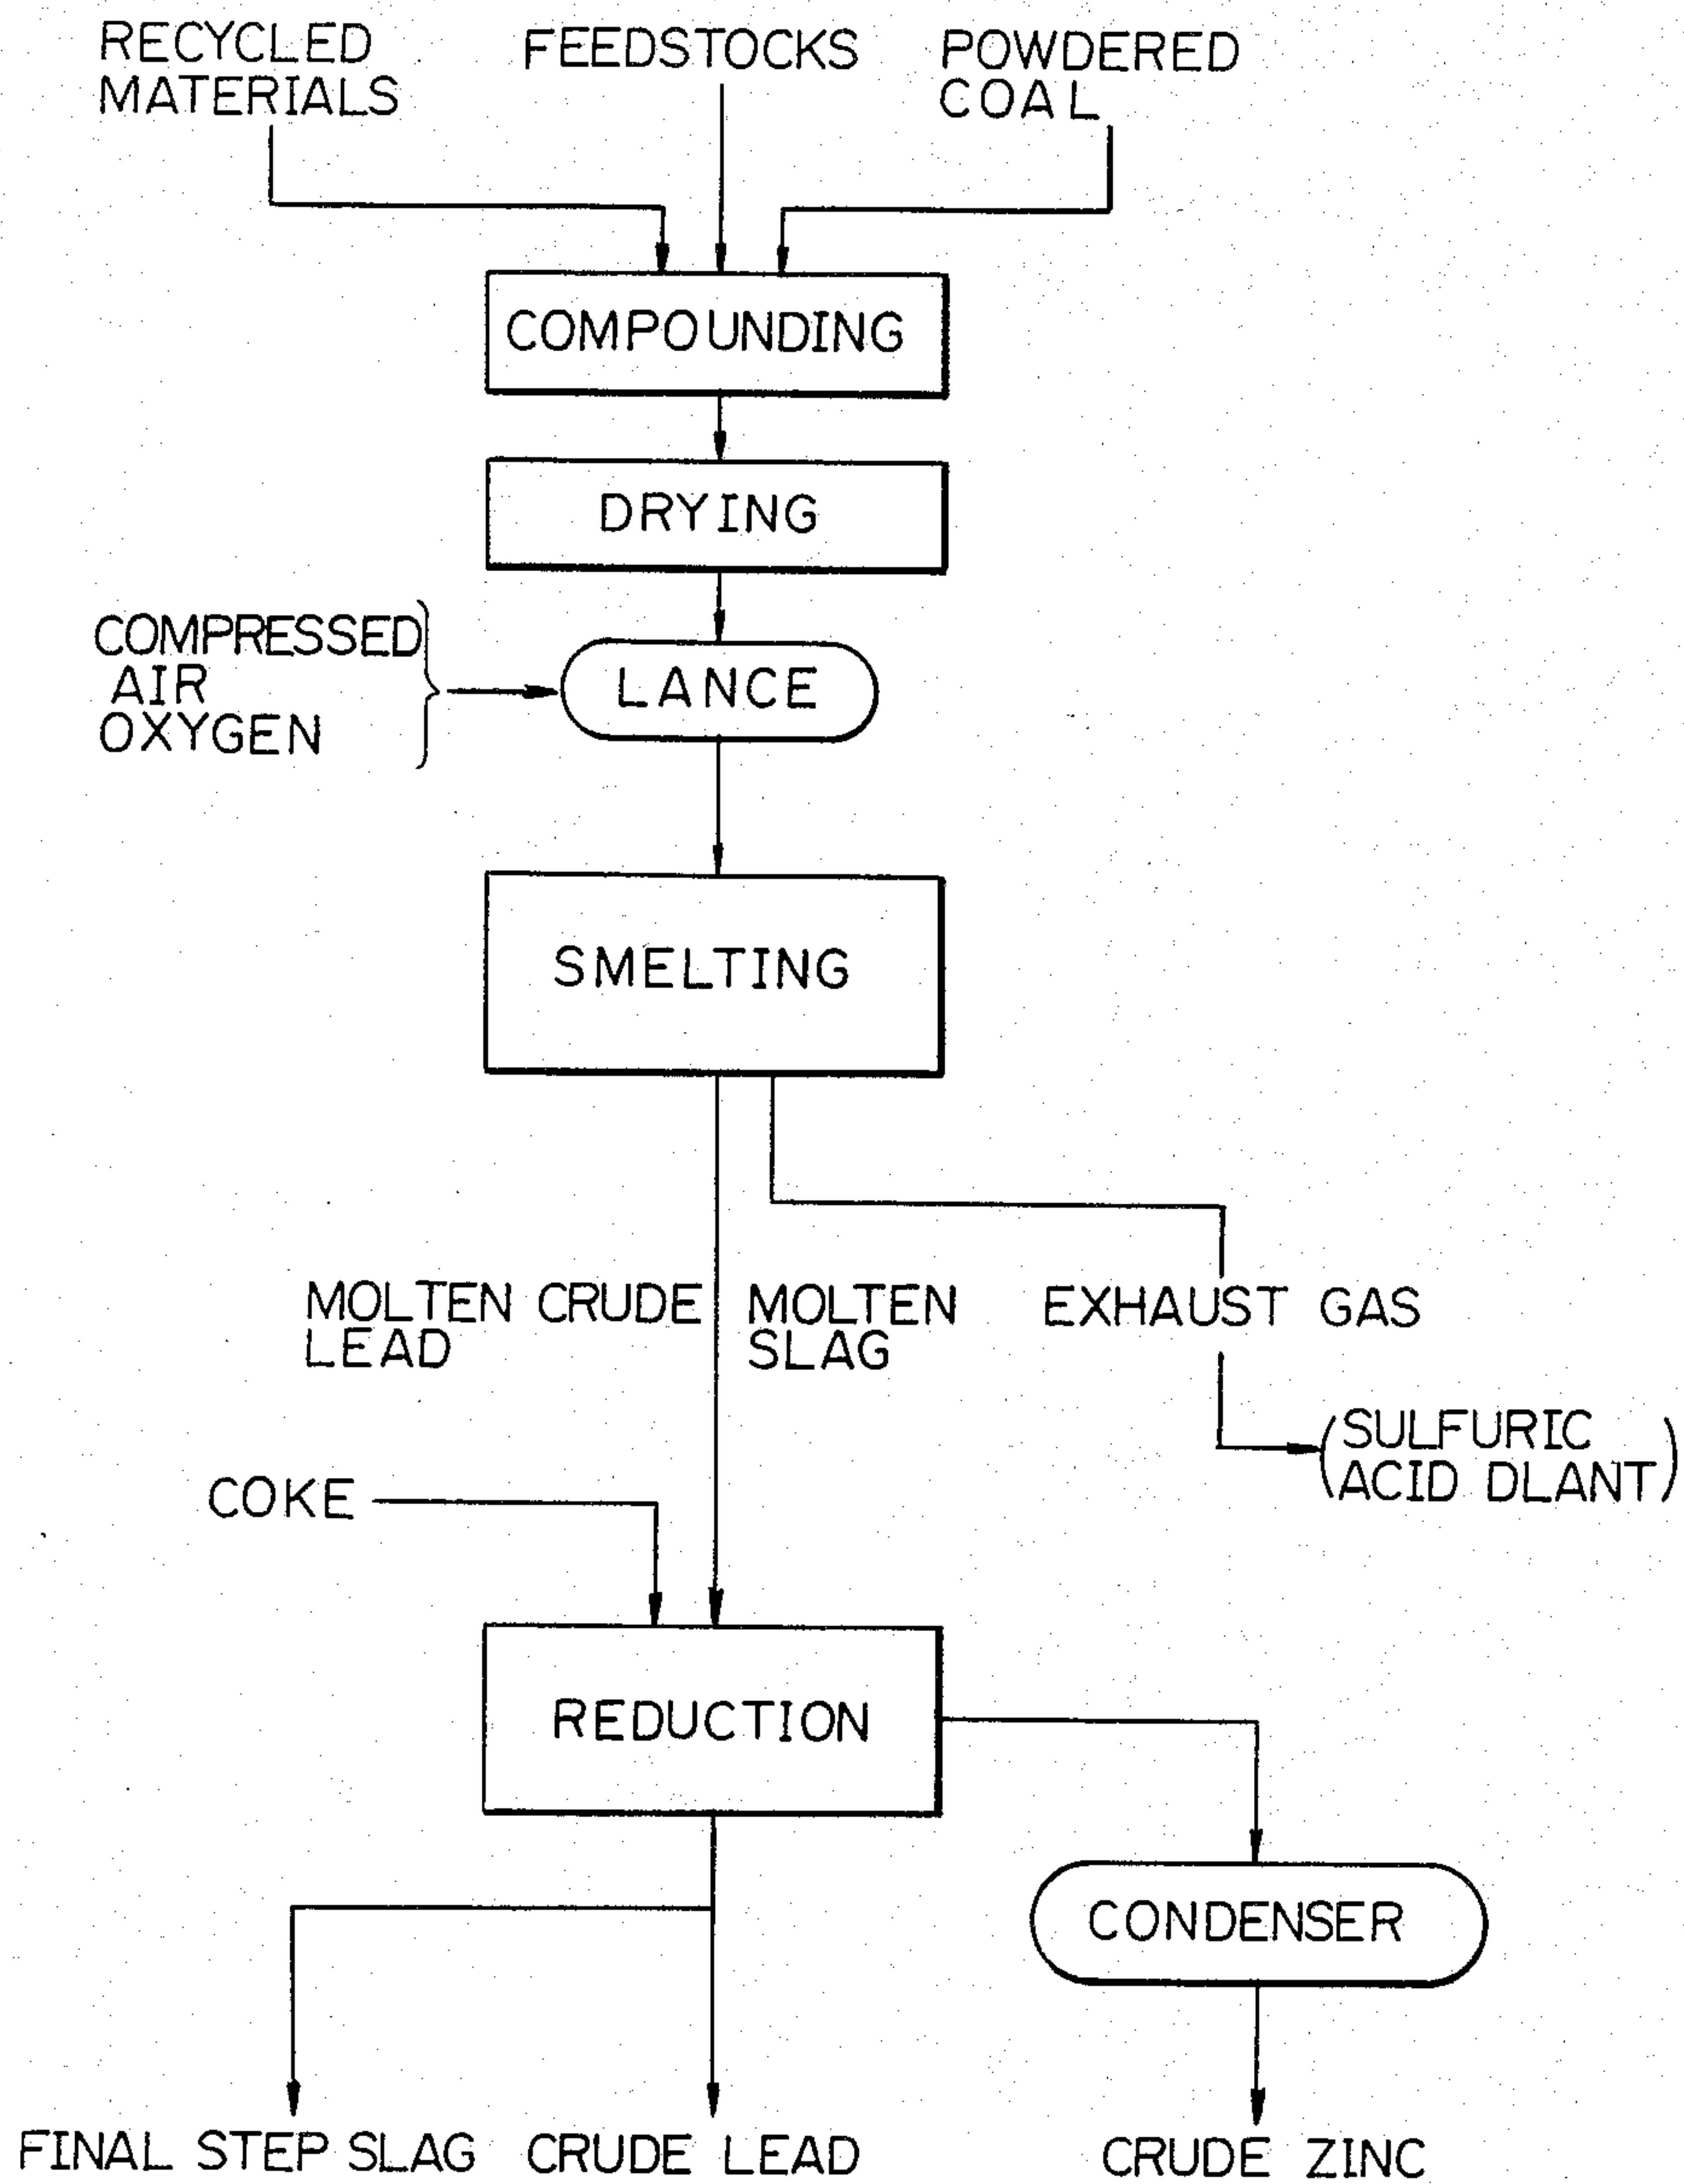 RECYCLED
MATERIALS
FEEDSTOCKS
POWDERED
COAL
COMPOUNDING
DRYING
COMPRESSED
AIR
OXYGEN
LANCE
SMELTING
MOLTEN CRUDE
LEAD
MOLTEN
SLAG
EXHAUST GAS
(SULFURIC
ACID DLANT)
COKE
REDUCTION
CONDENSER
FINAL STEP SLAG
CRUDE LEAD
CRUDE ZINC